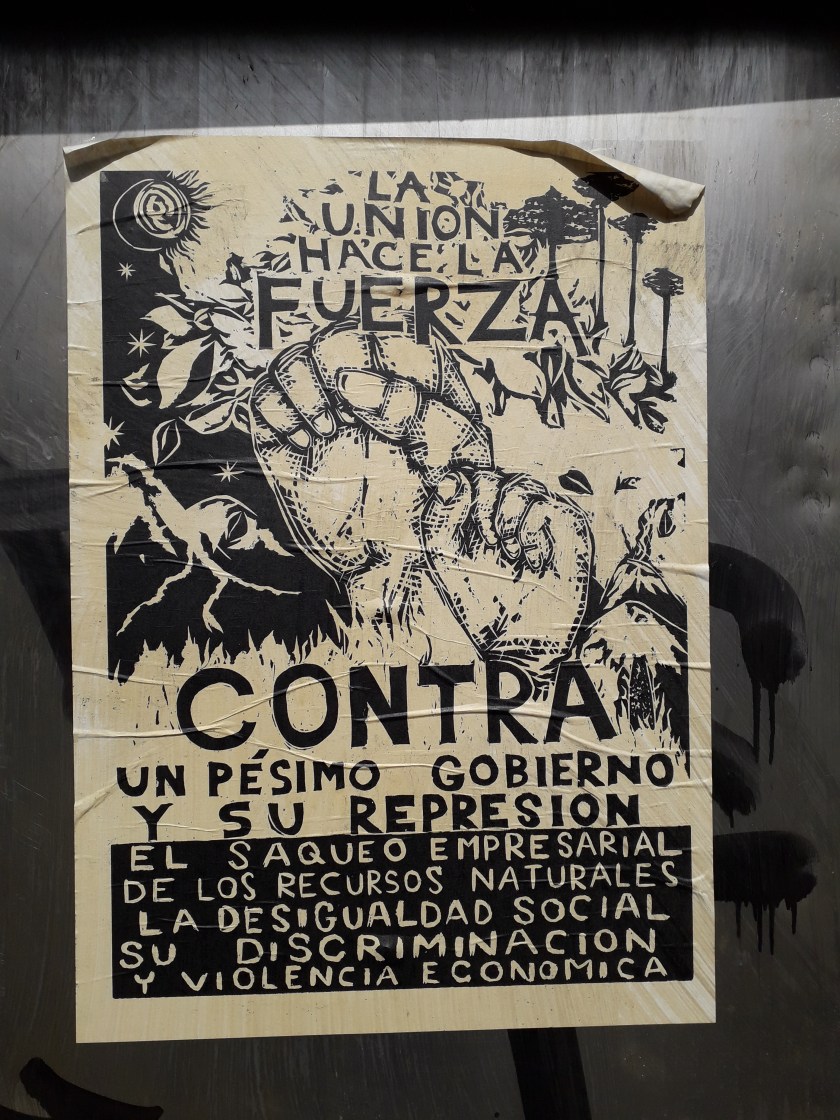 LA
UNION
HACE LA
FUERZA
CONTRA
UN PÉSIMO GOBIERNO
Y SU REPRESION
EL SAQUEO EMPRESARIAL
DE LOS RECURSOS NATURALES
LA DESIGUALDAD SOCIAL
SU DISCRIMINACION
Y VIOLENCIA ECONOMICA